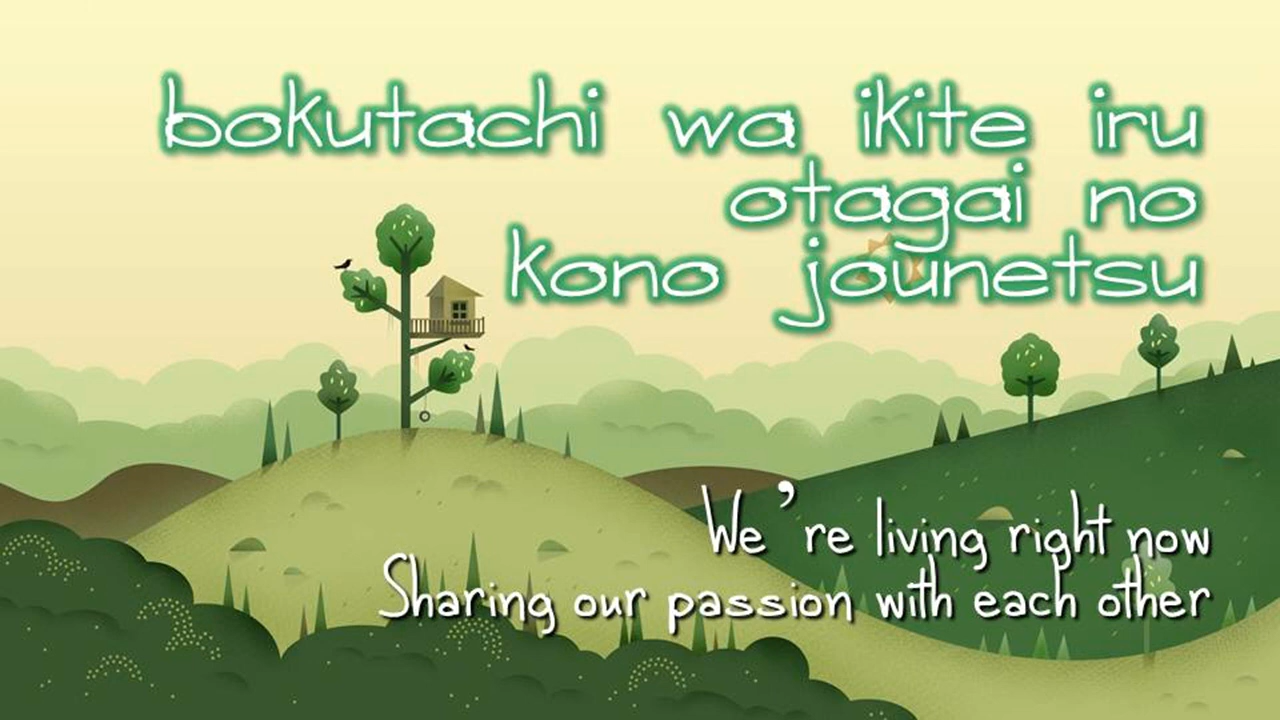 bokutachi wa ikite iru
otagai no
kono jounetsu
We're living right now
Sharing our passion with each other